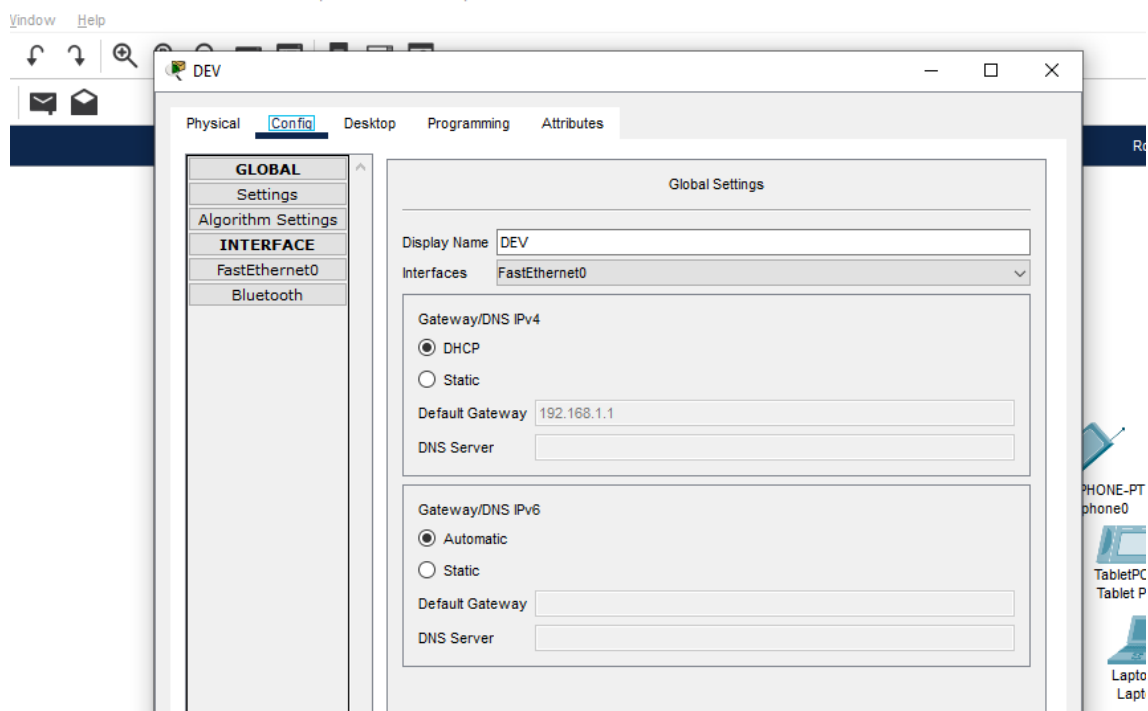 Window Help
DEV
Physical Config Desktop Programming Attributes
Ro
GLOBAL
Settings
Algorithm Settings
INTERFACE
FastEthernet0
Bluetooth
Global Settings
Display Name DEV
Interfaces FastEthernet0
Gateway/DNS IPv4
DHCP
Static
Default Gateway 192.168.1.1
DNS Server
Gateway/DNS IPv6
Automatic
Static
Default Gateway
DNS Server
PHONE-PT
phone0
TabletPC
Tablet P
Lapto
Lapt